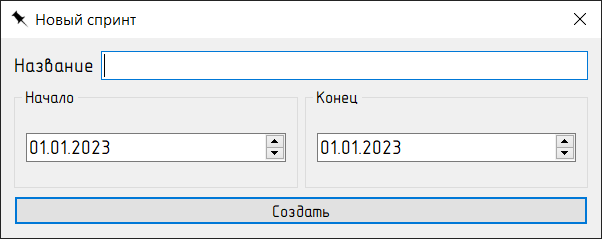 Новый спринт
Название
Начало Конец
01.01.2023 01.01.2023
Создать